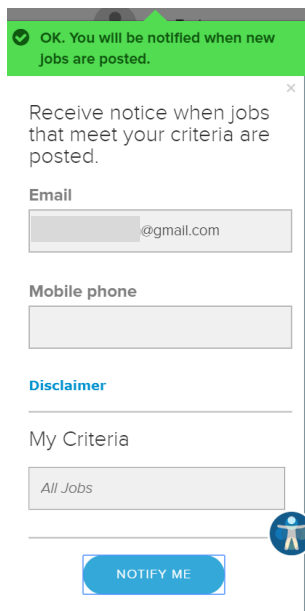 OK. You will be notified when new
jobs are posted.
×
Receive notice when jobs
that meet your criteria are
posted.
Email
@gmail.com
Mobile phone
Disclaimer
My Criteria
All Jobs
NOTIFY ME